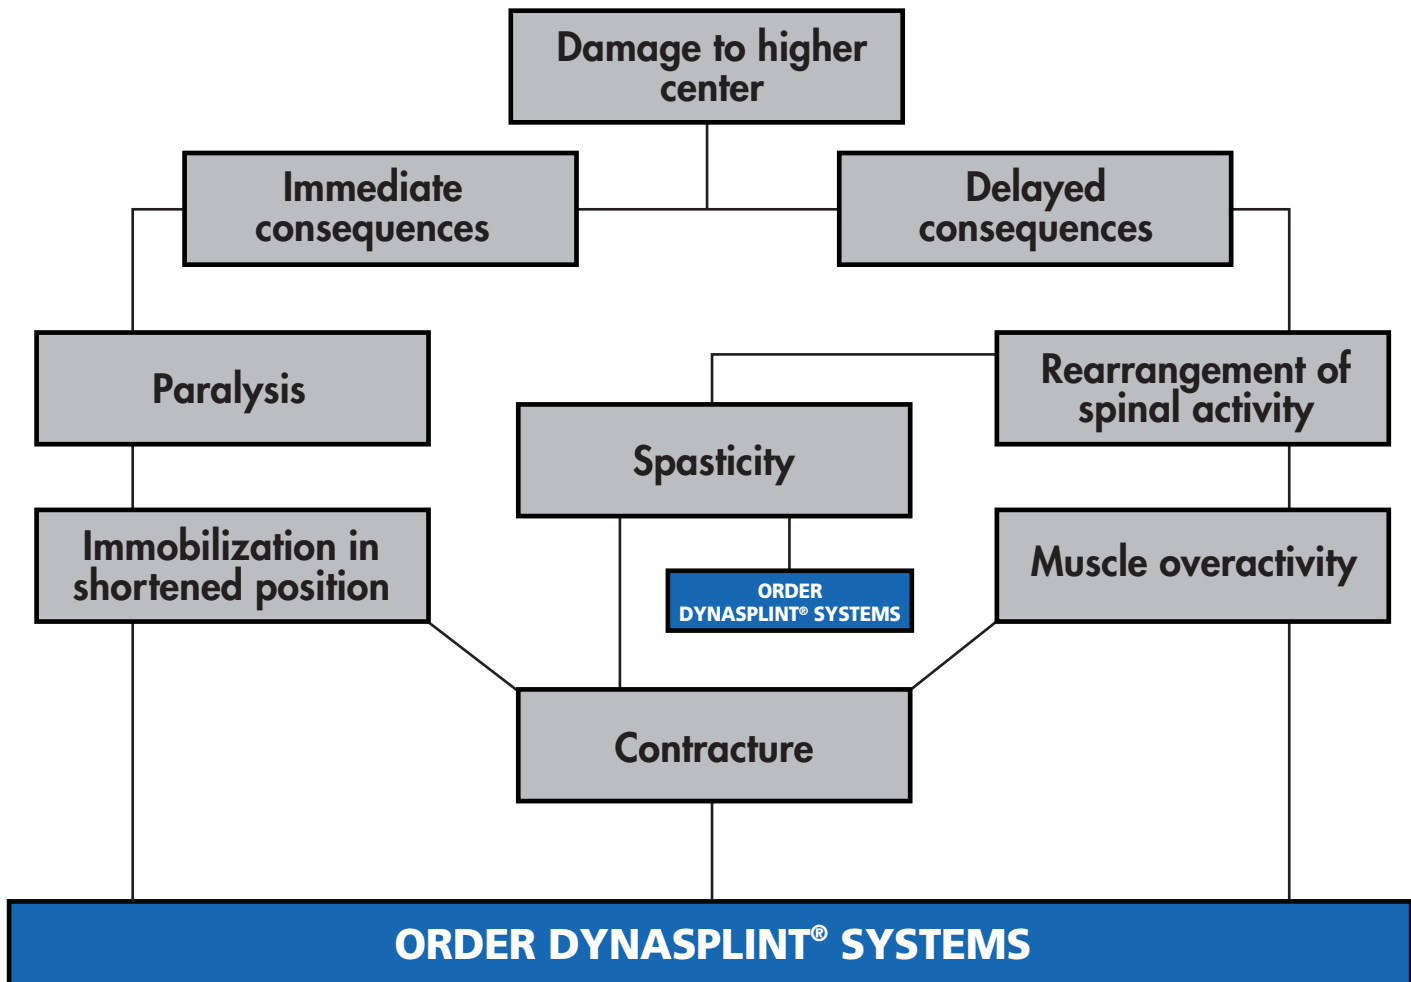 Damage to higher
center
Immediate
consequences
Delayed
consequences
Paralysis
Rearrangement of
spinal activity
Spasticity
Immobilization in
shortened position
Muscle overactivity
ORDER
DYNASPLINT® SYSTEMS
Contracture
ORDER DYNASPLINT® SYSTEMS